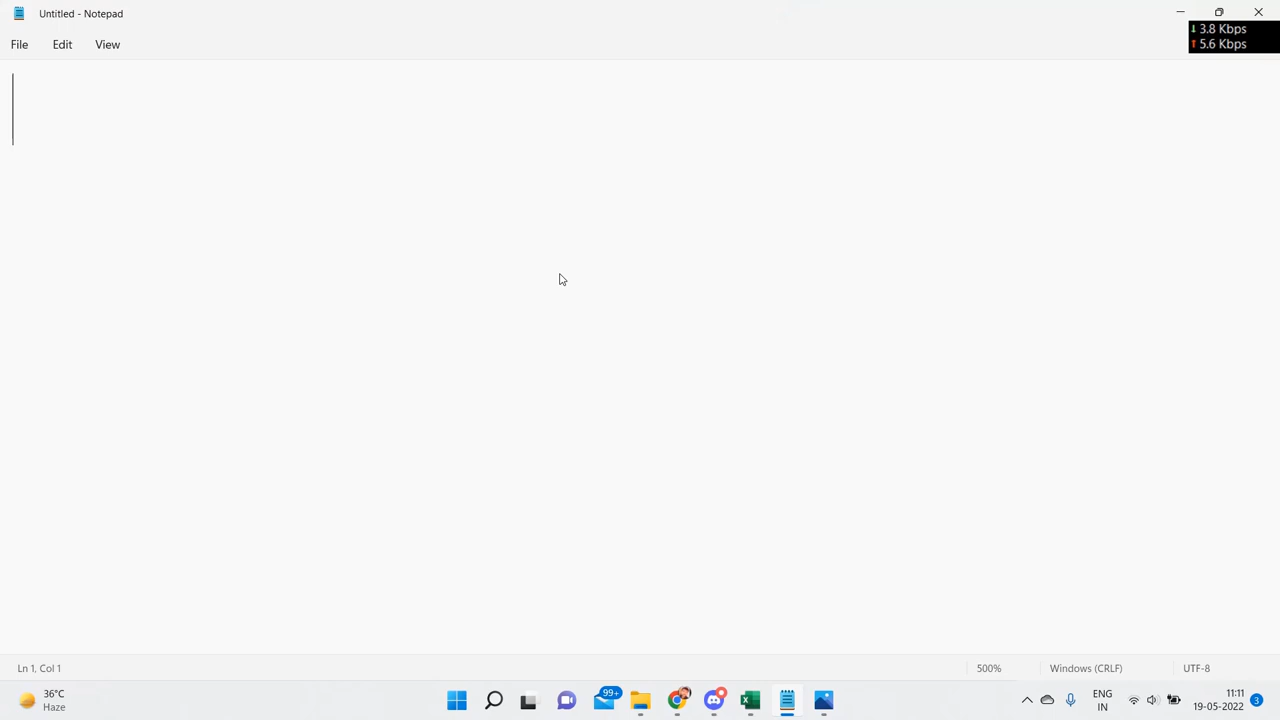 Untitled - Notepad
3.8 Kbps
5.6 Kbps
File Edit View
Ln 1, Col 1
500%
Windows (CRLF)
UTF-8
36°C
Haze
99+
ENG
IN
11:11
19-05-2022
3